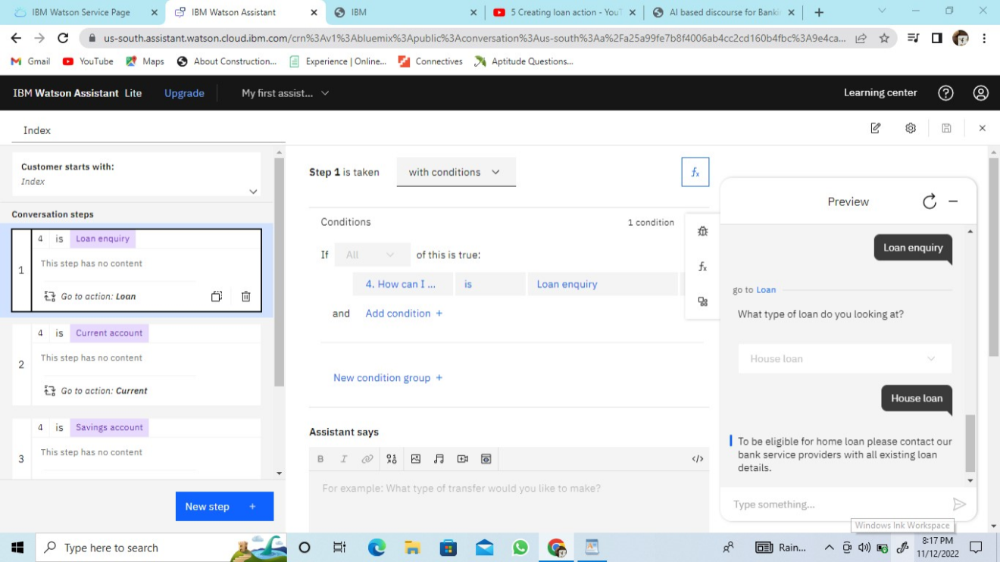 IBM Watson Service Page
IBM Watson Assistant
IBM
5 Creating loan action - YouT
AI based discourse for Banki
us-south.assistant.watson.cloud.ibm.com/crn%3Av1%3Abluemix%3Apublic%3Aconversation%3Aus-south%3Aa%2Fa25a99fe7b8f4006ab4cc2cd160b4fbc%3A9e4ca...
Gmail
YouTube
Maps
About Construction...
Experience | Online...
Connectives
Aptitude Questions...
IBM Watson Assistant Lite
Upgrade
My first assist...
Learning center
Index
Customer starts with:
Index
Conversation steps
1
4 is Loan enquiry
This step has no content
Go to action: Loan
2
4 is Current account
This step has no content
Go to action: Current
3
4 is Savings account
This step has no content
New step +
Step 1 is taken
with conditions
fx
Conditions
1 condition
If All of this is true:
4. How can I ... is Loan enquiry
and Add condition +
New condition group +
fx
Assistant says
B I
</>
For example: What type of transfer would you like to make?
Preview
Loan enquiry
go to Loan
What type of loan do you looking at?
House loan
House loan
To be eligible for home loan please contact our
bank service providers with all existing loan
details.
Type something...
Windows Ink Workspace
Type here to search
Rain...
8:17 PM
11/12/2022